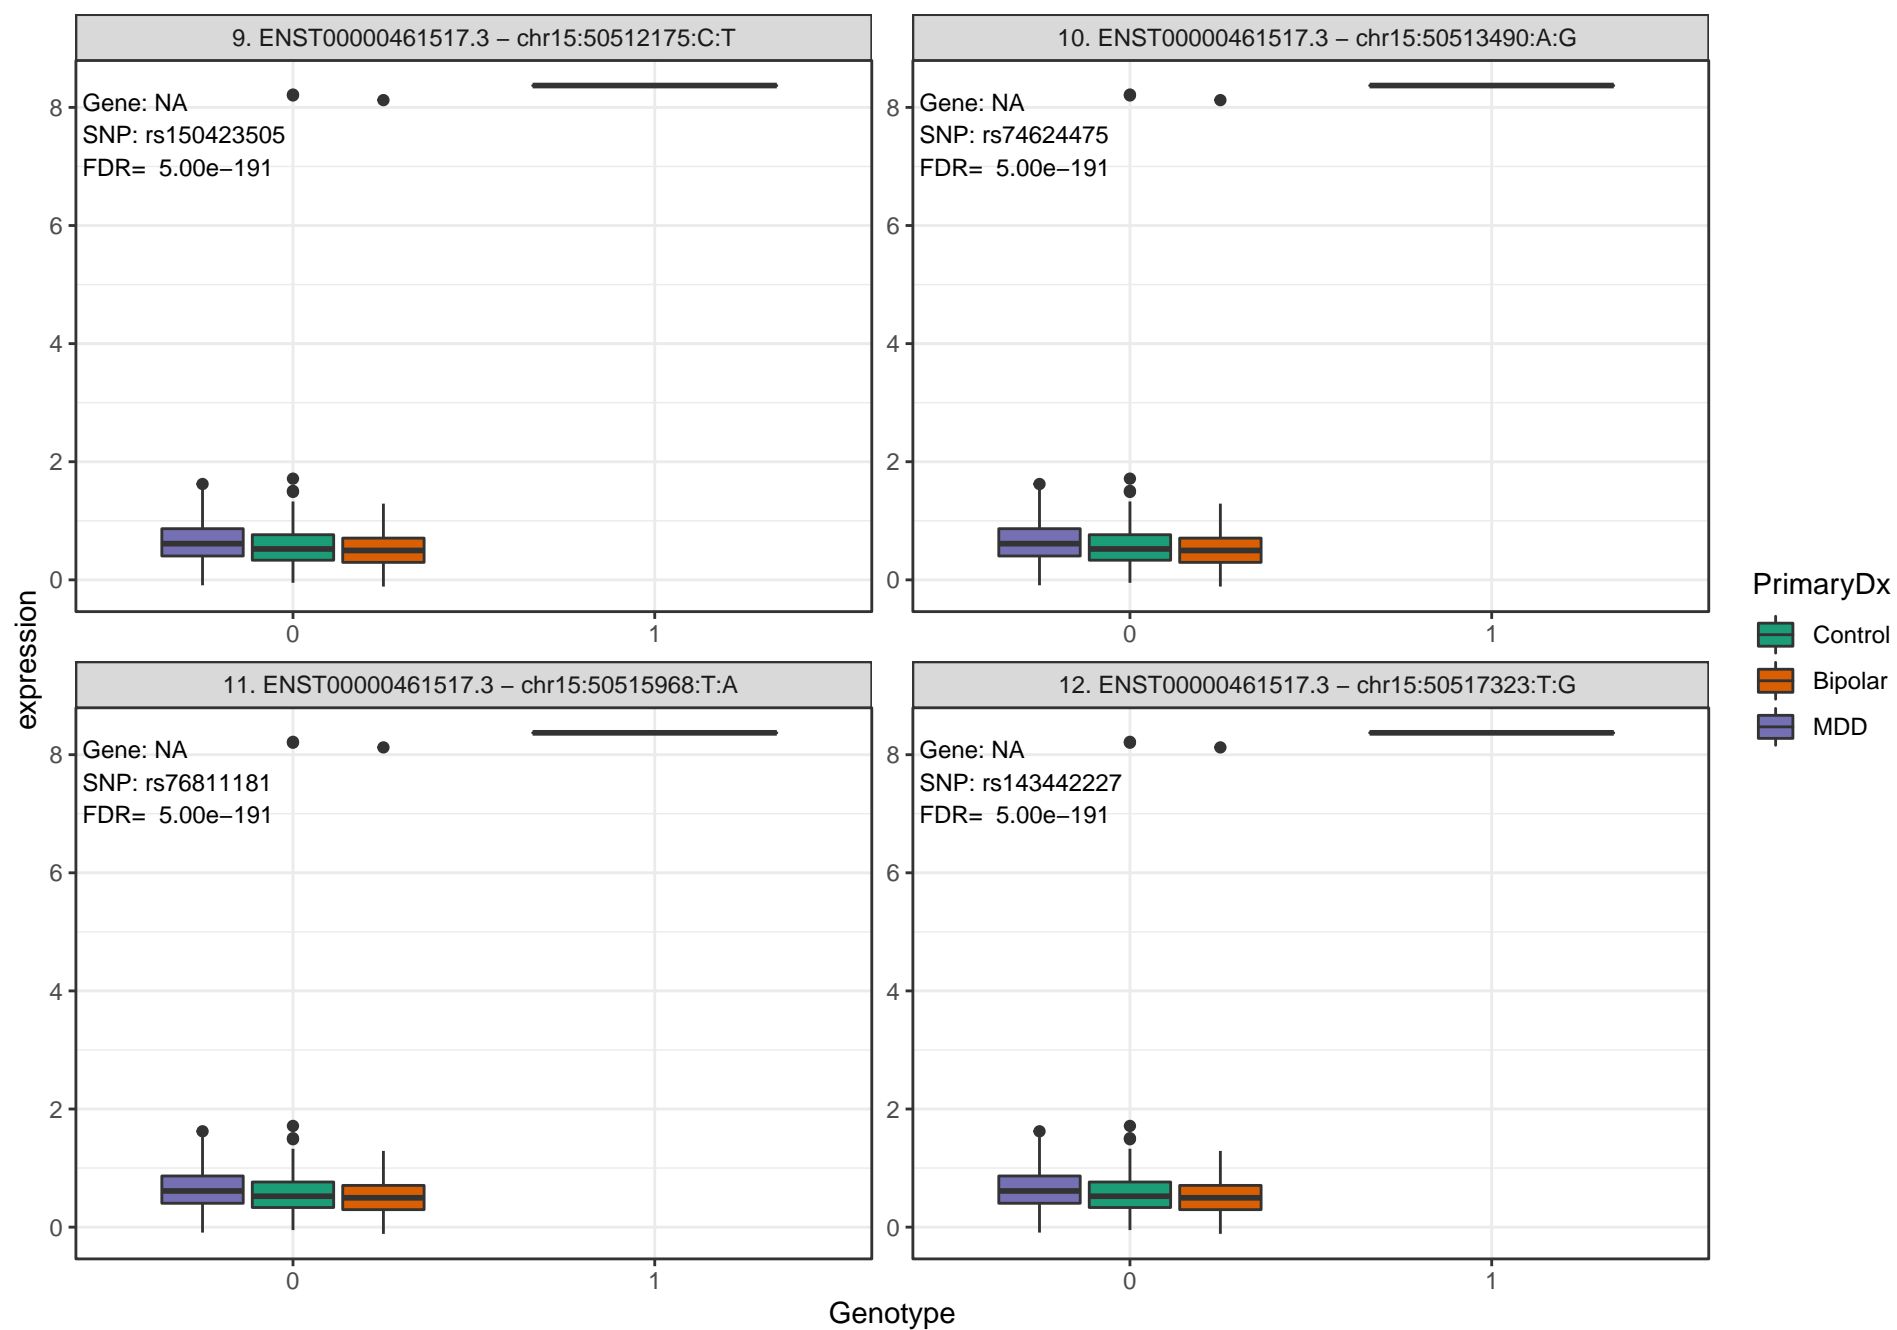 9. ENST00000461517.3 – chr15:50512175:C:T
Gene: NA
SNP: rs150423505
FDR=  5.00e−191
8
6
4
2
0
0
1
10. ENST00000461517.3 – chr15:50513490:A:G
Gene: NA
SNP: rs74624475
FDR=  5.00e−191
8
6
4
2
0
0
1
11. ENST00000461517.3 – chr15:50515968:T:A
Gene: NA
SNP: rs76811181
FDR=  5.00e−191
8
6
4
2
0
0
1
12. ENST00000461517.3 – chr15:50517323:T:G
Gene: NA
SNP: rs143442227
FDR=  5.00e−191
8
6
4
2
0
0
1
expression
Genotype
PrimaryDx
Control
Bipolar
MDD